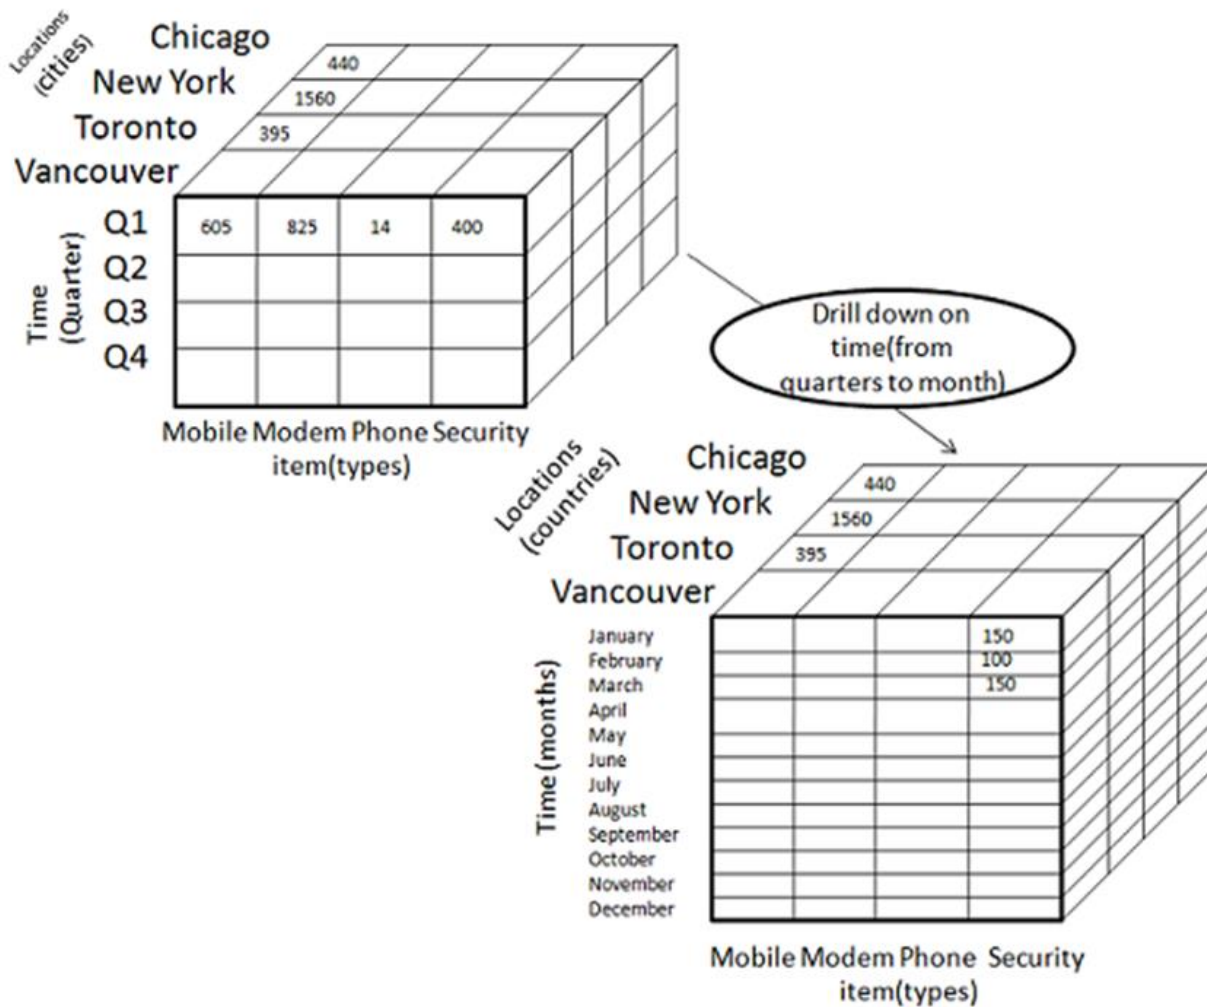 Locations
(cities)
Chicago
New York
Toronto
Vancouver
440
1560
395
Time
(Quarter)
Q1
Q2
Q3
Q4
605 825 14 400
Mobile Modem Phone Security
item(types)
Drill down on
time(from
quarters to month)
Locations
(countries)
Chicago
New York
Toronto
Vancouver
440
1560
395
Time (months)
January 150
February 100
March 150
April
May
June
July
August
September
October
November
December
Mobile Modem Phone Security
item(types)